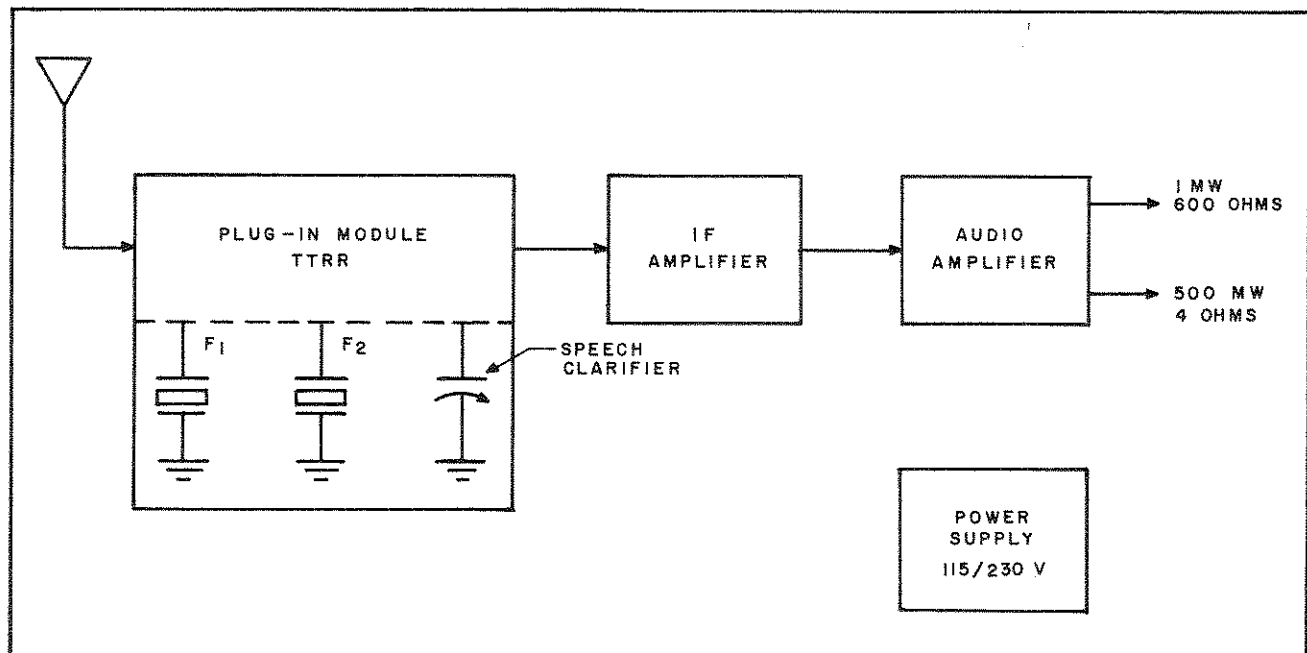 PLUG-IN MODULE
TTRR
F1
F2
SPEECH
CLARIFIER
IF
AMPLIFIER
AUDIO
AMPLIFIER
1 MW
600 OHMS
500 MW
4 OHMS
POWER
SUPPLY
115/230 V